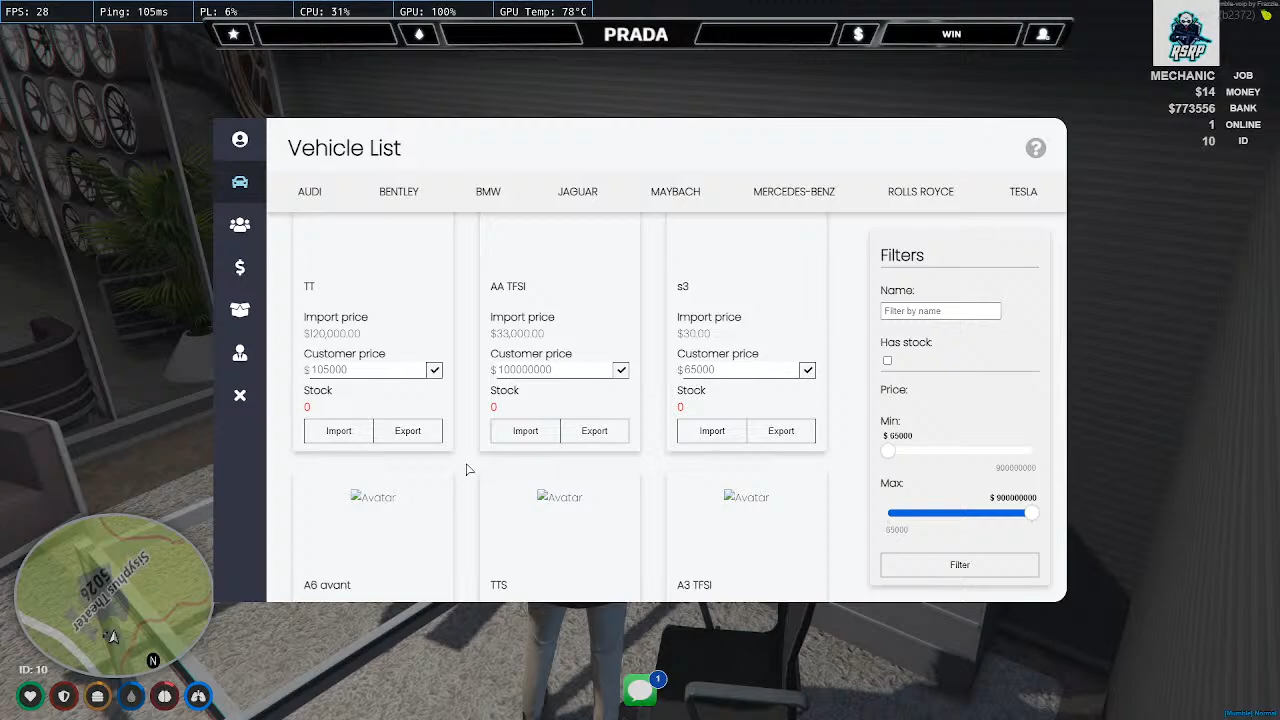 FPS: 28 Ping: 105ms PL: 6% CPU: 31% GPU: 100% GPU Temp: 78°C
PRADA $ WIN
RSRP
MECHANIC JOB
$14 MONEY
$773556 BANK
1 ONLINE
10 ID
Vehicle List ?
AUDI BENTLEY BMW JAGUAR MAYBACH MERCEDES-BENZ ROLLS ROYCE TESLA
TT AA TFSI s3
Import price Import price Import price
$120,000.00 $33,000.00 $30.00
Customer price Customer price Customer price
$105000 $100000000 $65000
Stock Stock Stock
0 0 0
Import Export Import Export Import Export
Avatar Avatar Avatar
A6 avant TTS A3 TFSI
Filters
Name:
Filter by name
Has stock:
Price:
Min:
$ 65000
900000000
Max:
$ 900000000
65000
Filter
Sisyphus Theater
5026
N
ID: 10
1